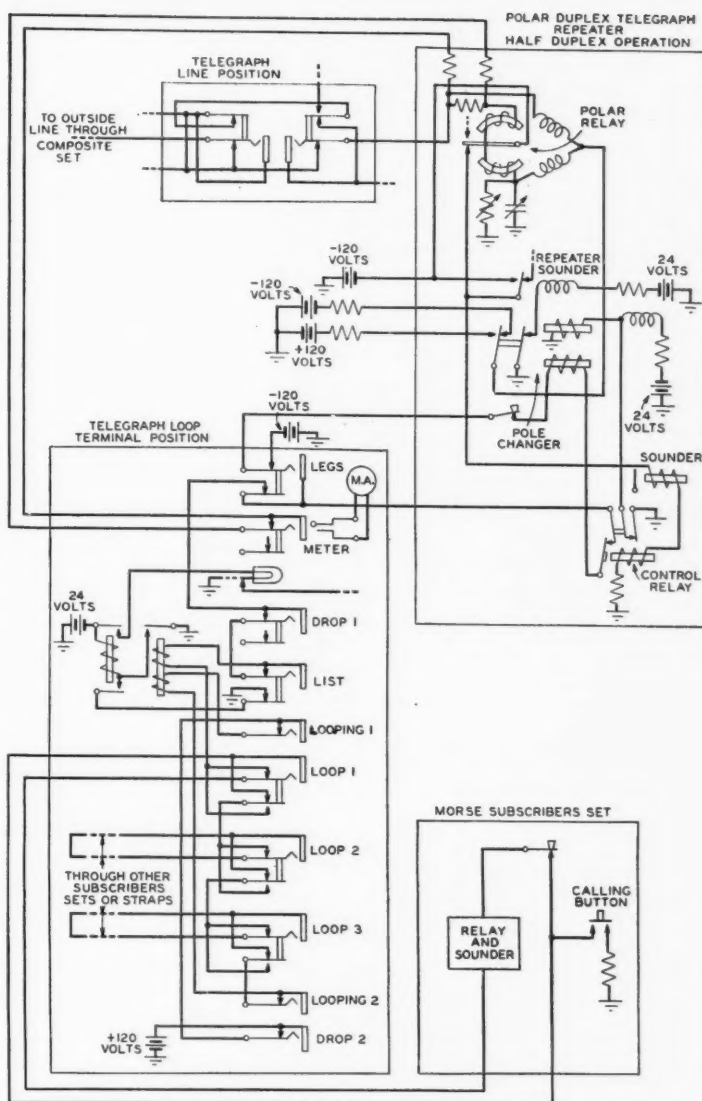 POLAR DUPLEX TELEGRAPH
REPEATER
HALF DUPLEX OPERATION
TELEGRAPH
LINE POSITION
TO OUTSIDE
LINE THROUGH
COMPOSITE
SET
POLAR
RELAY
-120
VOLTS
REPEATER
SOUNDER
24
VOLTS
-120
VOLTS
+120
VOLTS
24
VOLTS
POLE
CHANGER
-120
VOLTS
TELEGRAPH LOOP
TERMINAL POSITION
LEGS
M.A.
SOUNDER
METER
CONTROL
RELAY
24
VOLTS
DROP 1
LIST
LOOPING 1
LOOP 1
LOOP 2
THROUGH OTHER
SUBSCRIBERS
SETS OR STRAPS
LOOP 3
LOOPING 2
+120
VOLTS
DROP 2
MORSE SUBSCRIBERS SET
CALLING
BUTTON
RELAY
AND
SOUNDER